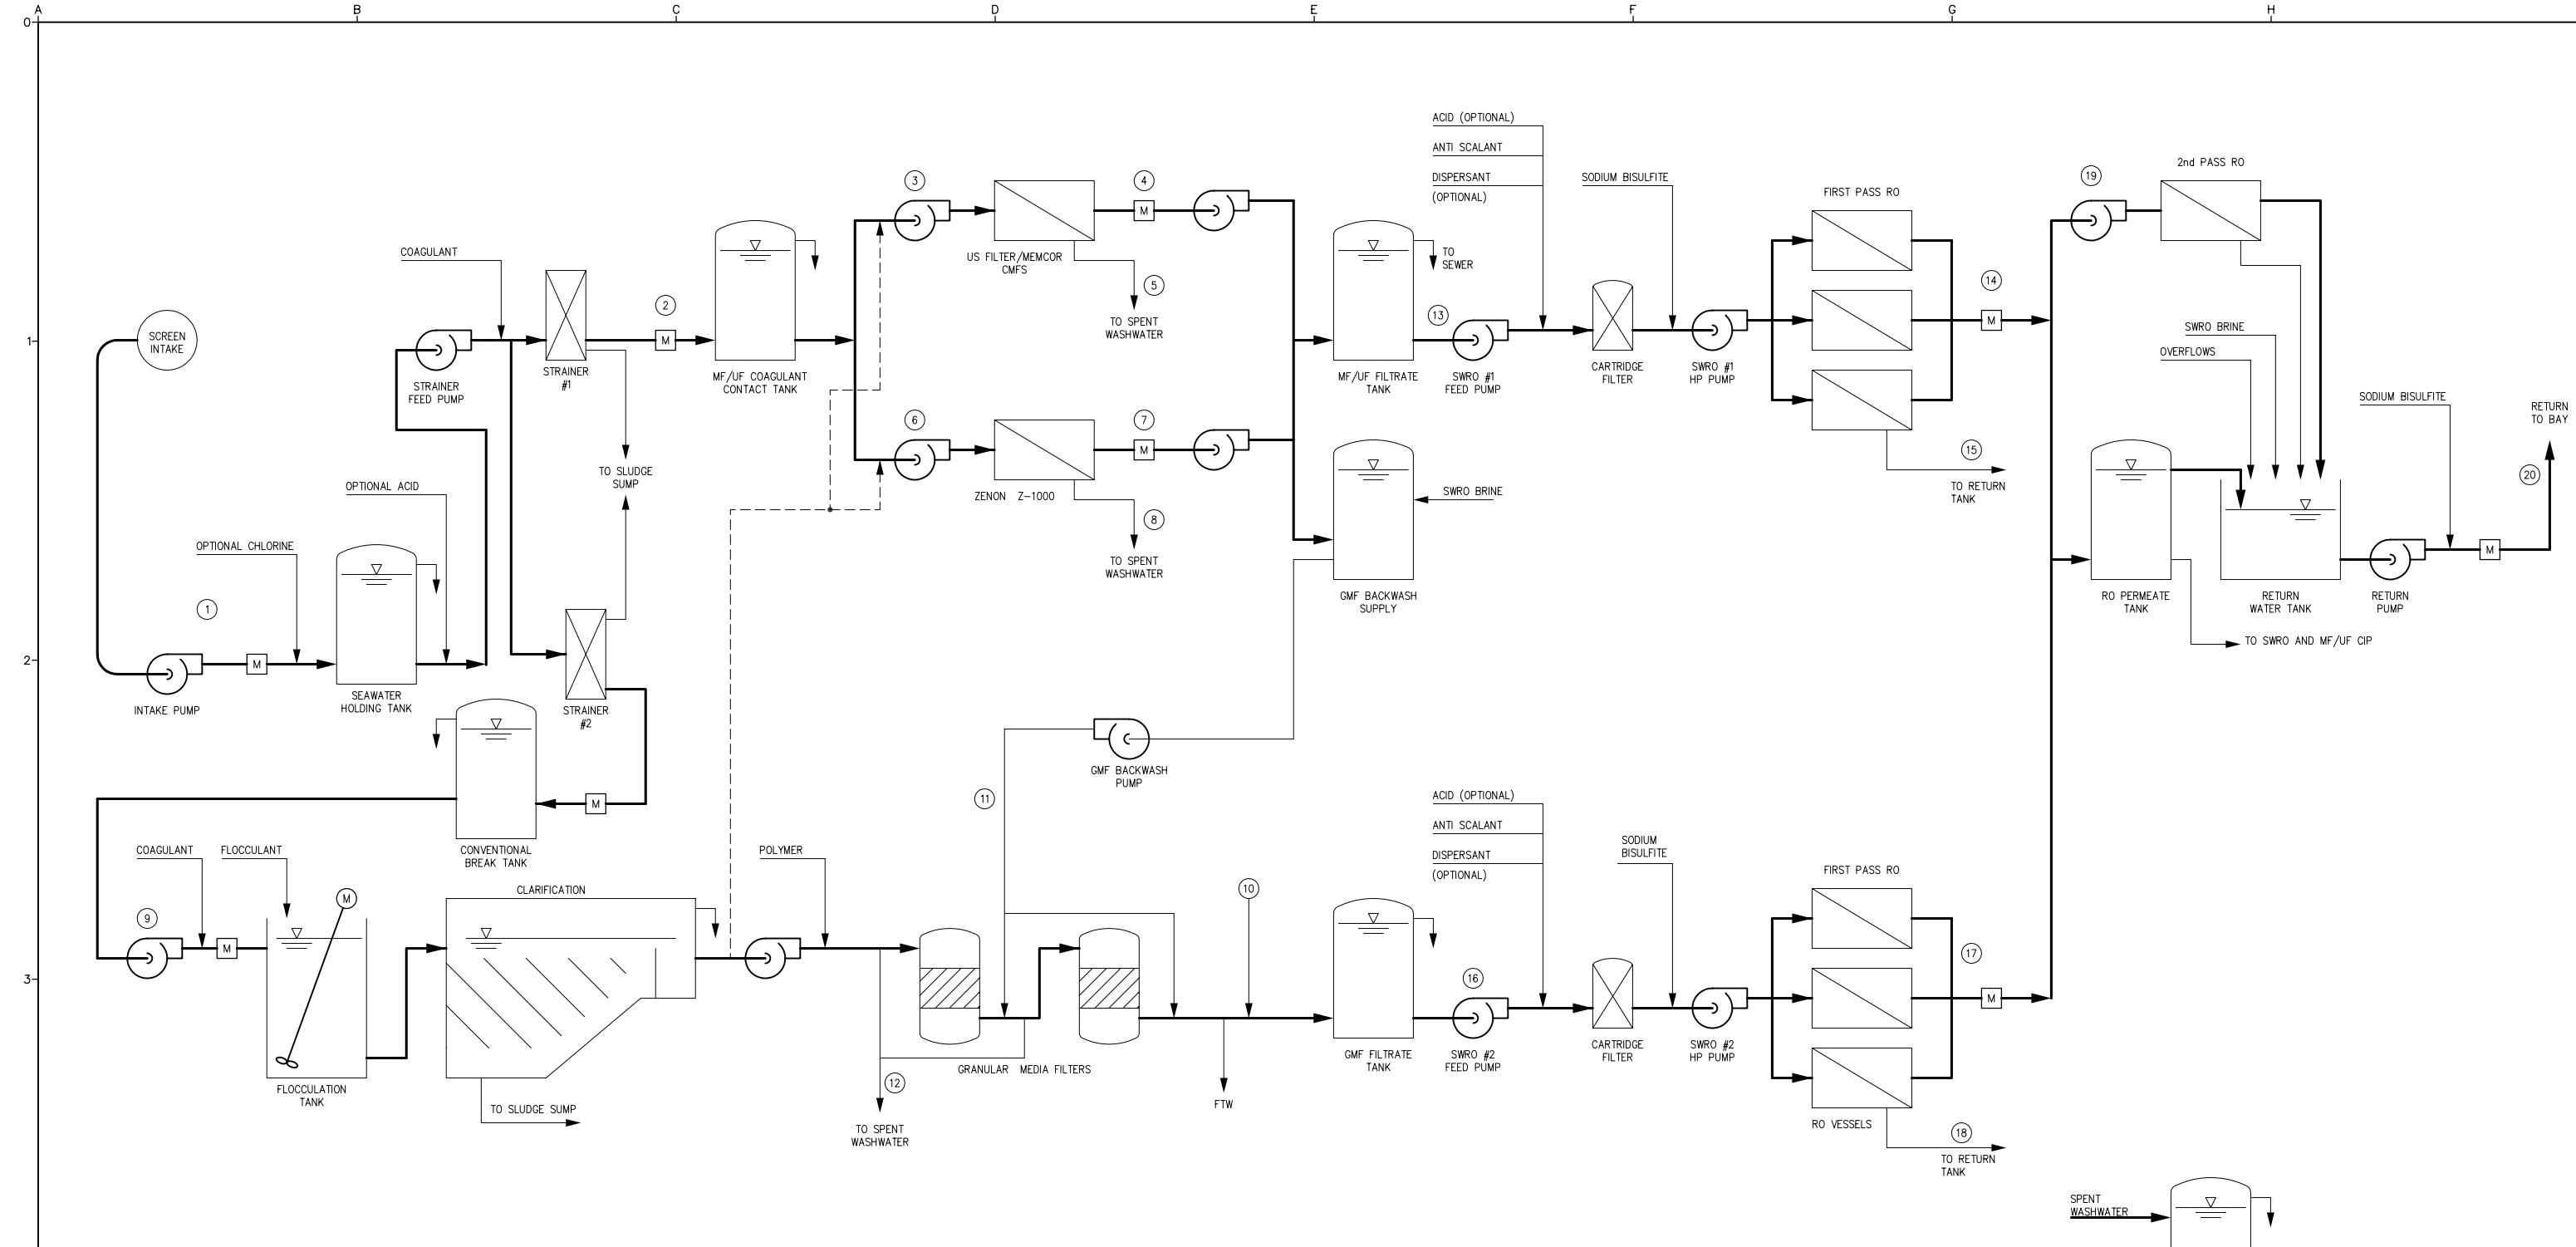 A
B
C
D
E
F
G
H
0
1
2
3
ACID (OPTIONAL)
ANTI SCALANT
DISPERSANT
(OPTIONAL)
SODIUM BISULFITE
FIRST PASS RO
2nd PASS RO
19
3
4
M
US FILTER/MEMCOR
CMFS
5
TO SPENT
WASHWATER
COAGULANT
2
M
SCREEN
INTAKE
STRAINER
FEED PUMP
STRAINER
#1
MF/UF COAGULANT
CONTACT TANK
TO
SEWER
13
MF/UF FILTRATE
TANK
SWRO #1
FEED PUMP
CARTRIDGE
FILTER
SWRO #1
HP PUMP
14
M
15
TO RETURN
TANK
SWRO BRINE
OVERFLOWS
SODIUM BISULFITE
RETURN
TO BAY
20
M
6
7
M
ZENON Z-1000
8
TO SPENT
WASHWATER
SWRO BRINE
GMF BACKWASH
SUPPLY
TO SLUDGE
SUMP
OPTIONAL ACID
OPTIONAL CHLORINE
1
M
INTAKE PUMP
SEAWATER
HOLDING TANK
STRAINER
#2
RO PERMEATE
TANK
RETURN
WATER TANK
RETURN
PUMP
TO SWRO AND MF/UF CIP
GMF BACKWASH
PUMP
11
M
CONVENTIONAL
BREAK TANK
COAGULANT
FLOCCULANT
M
9
M
CLARIFICATION
POLYMER
10
FLOCCULATION
TANK
TO SLUDGE SUMP
12
TO SPENT
WASHWATER
GRANULAR MEDIA FILTERS
FTW
ACID (OPTIONAL)
ANTI SCALANT
DISPERSANT
(OPTIONAL)
SODIUM
BISULFITE
FIRST PASS RO
16
17
M
GMF FILTRATE
TANK
SWRO #2
FEED PUMP
CARTRIDGE
FILTER
SWRO #2
HP PUMP
RO VESSELS
18
TO RETURN
TANK
SPENT
WASHWATER